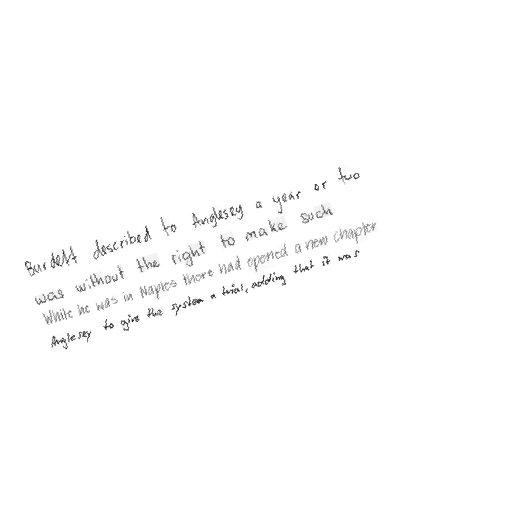 Burdett described to Anglesey a year or two
was without the right to make such
While he was in Naples there had opened a new chapter
Anglesey to give the system a trial, adding that it was